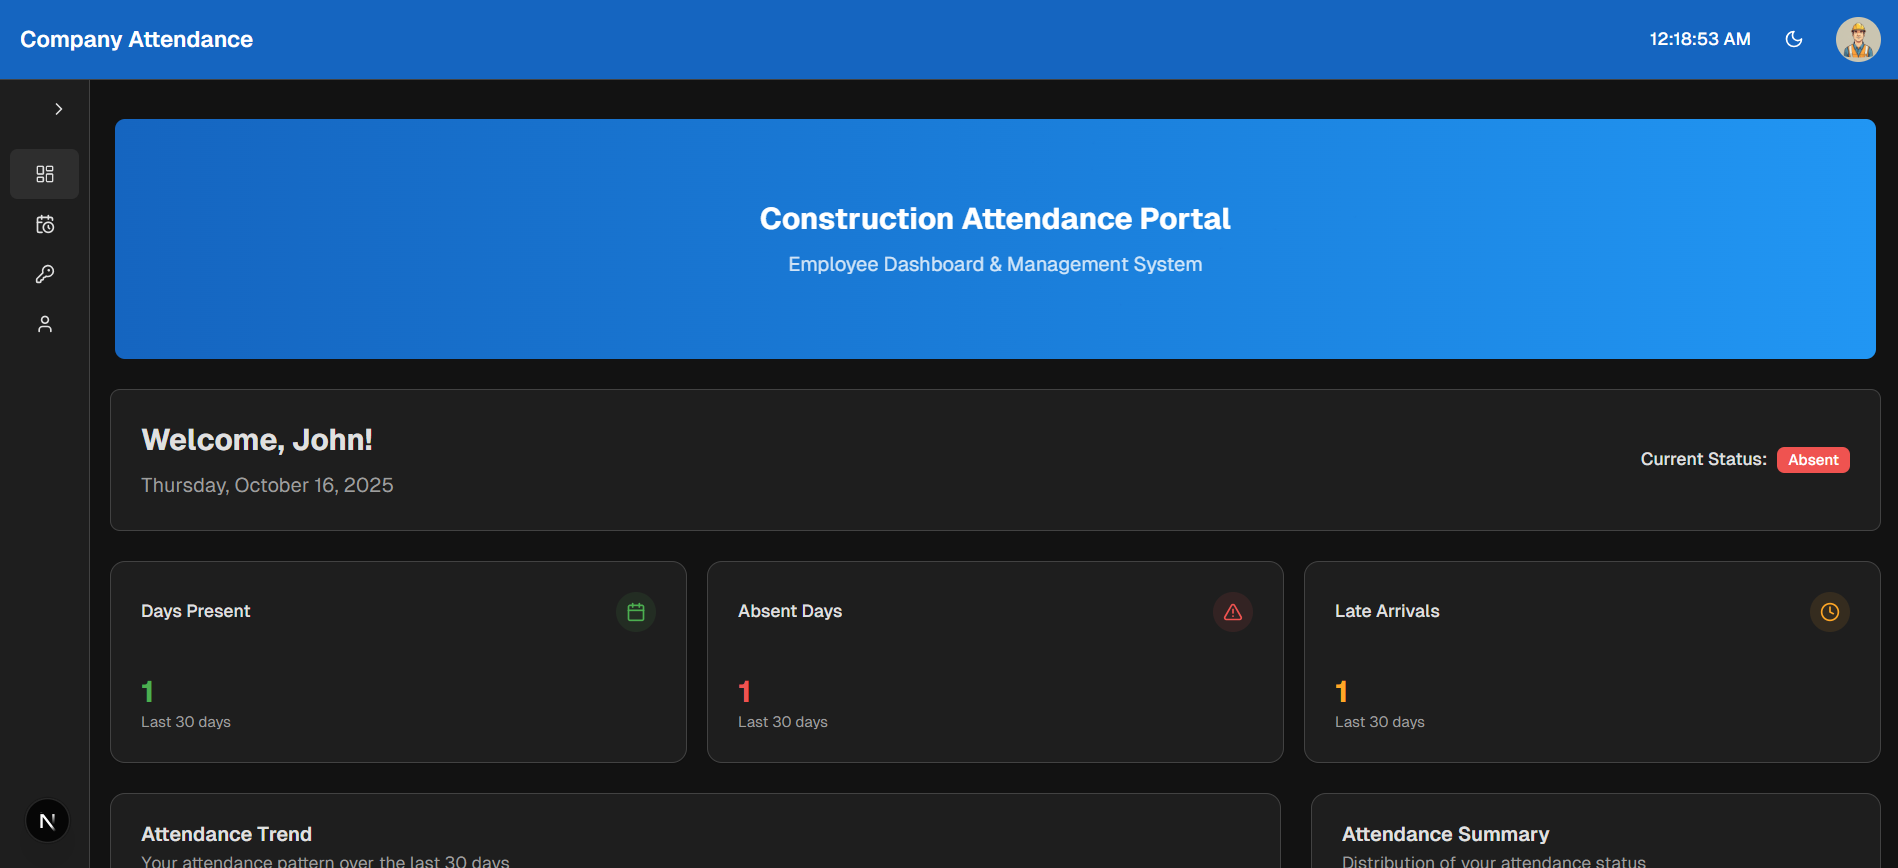 Company Attendance
12:18:53 AM
Construction Attendance Portal
Employee Dashboard & Management System
Welcome, John!
Thursday, October 16, 2025
Current Status: Absent
Days Present
1
Last 30 days
Absent Days
1
Last 30 days
Late Arrivals
1
Last 30 days
N
Attendance Trend
Your attendance pattern over the last 30 days
Attendance Summary
Distribution of your attendance status